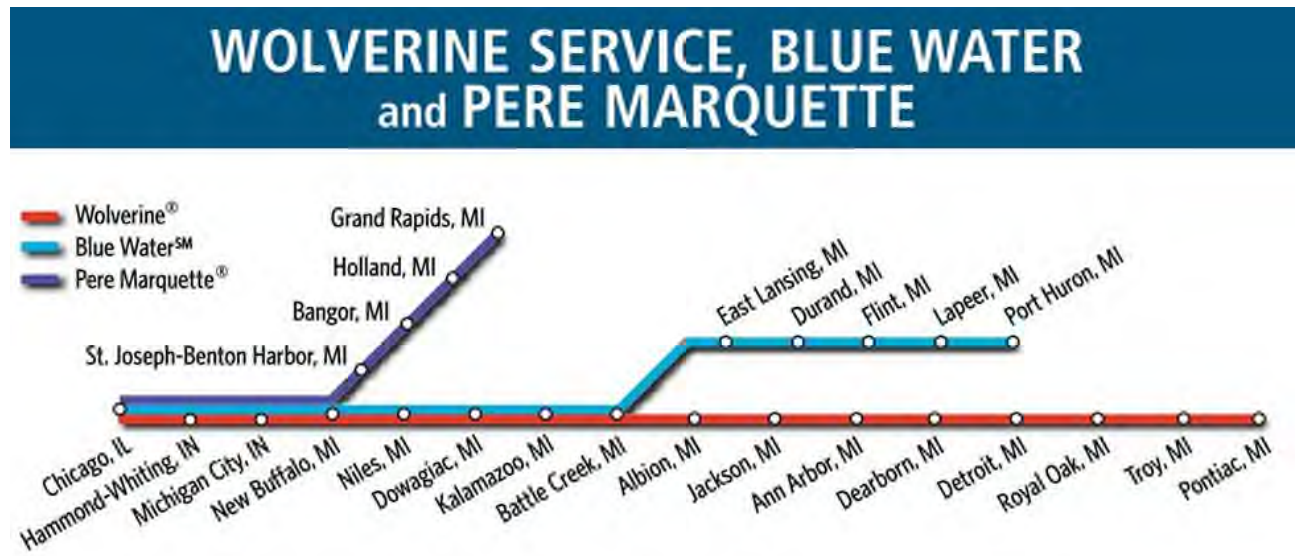 WOLVERINE SERVICE, BLUE WATER
and PERE MARQUETTE
Wolverine®
Blue Water℠
Pere Marquette®
Grand Rapids, MI
Holland, MI
Bangor, MI
St. Joseph-Benton Harbor, MI
East Lansing, MI
Durand, MI
Flint, MI
Lapeer, MI
Port Huron, MI
Chicago, IL
Hammond-Whiting, IN
Michigan City, IN
New Buffalo, MI
Niles, MI
Dowagiac, MI
Kalamazoo, MI
Battle Creek, MI
Albion, MI
Jackson, MI
Ann Arbor, MI
Dearborn, MI
Detroit, MI
Royal Oak, MI
Troy, MI
Pontiac, MI